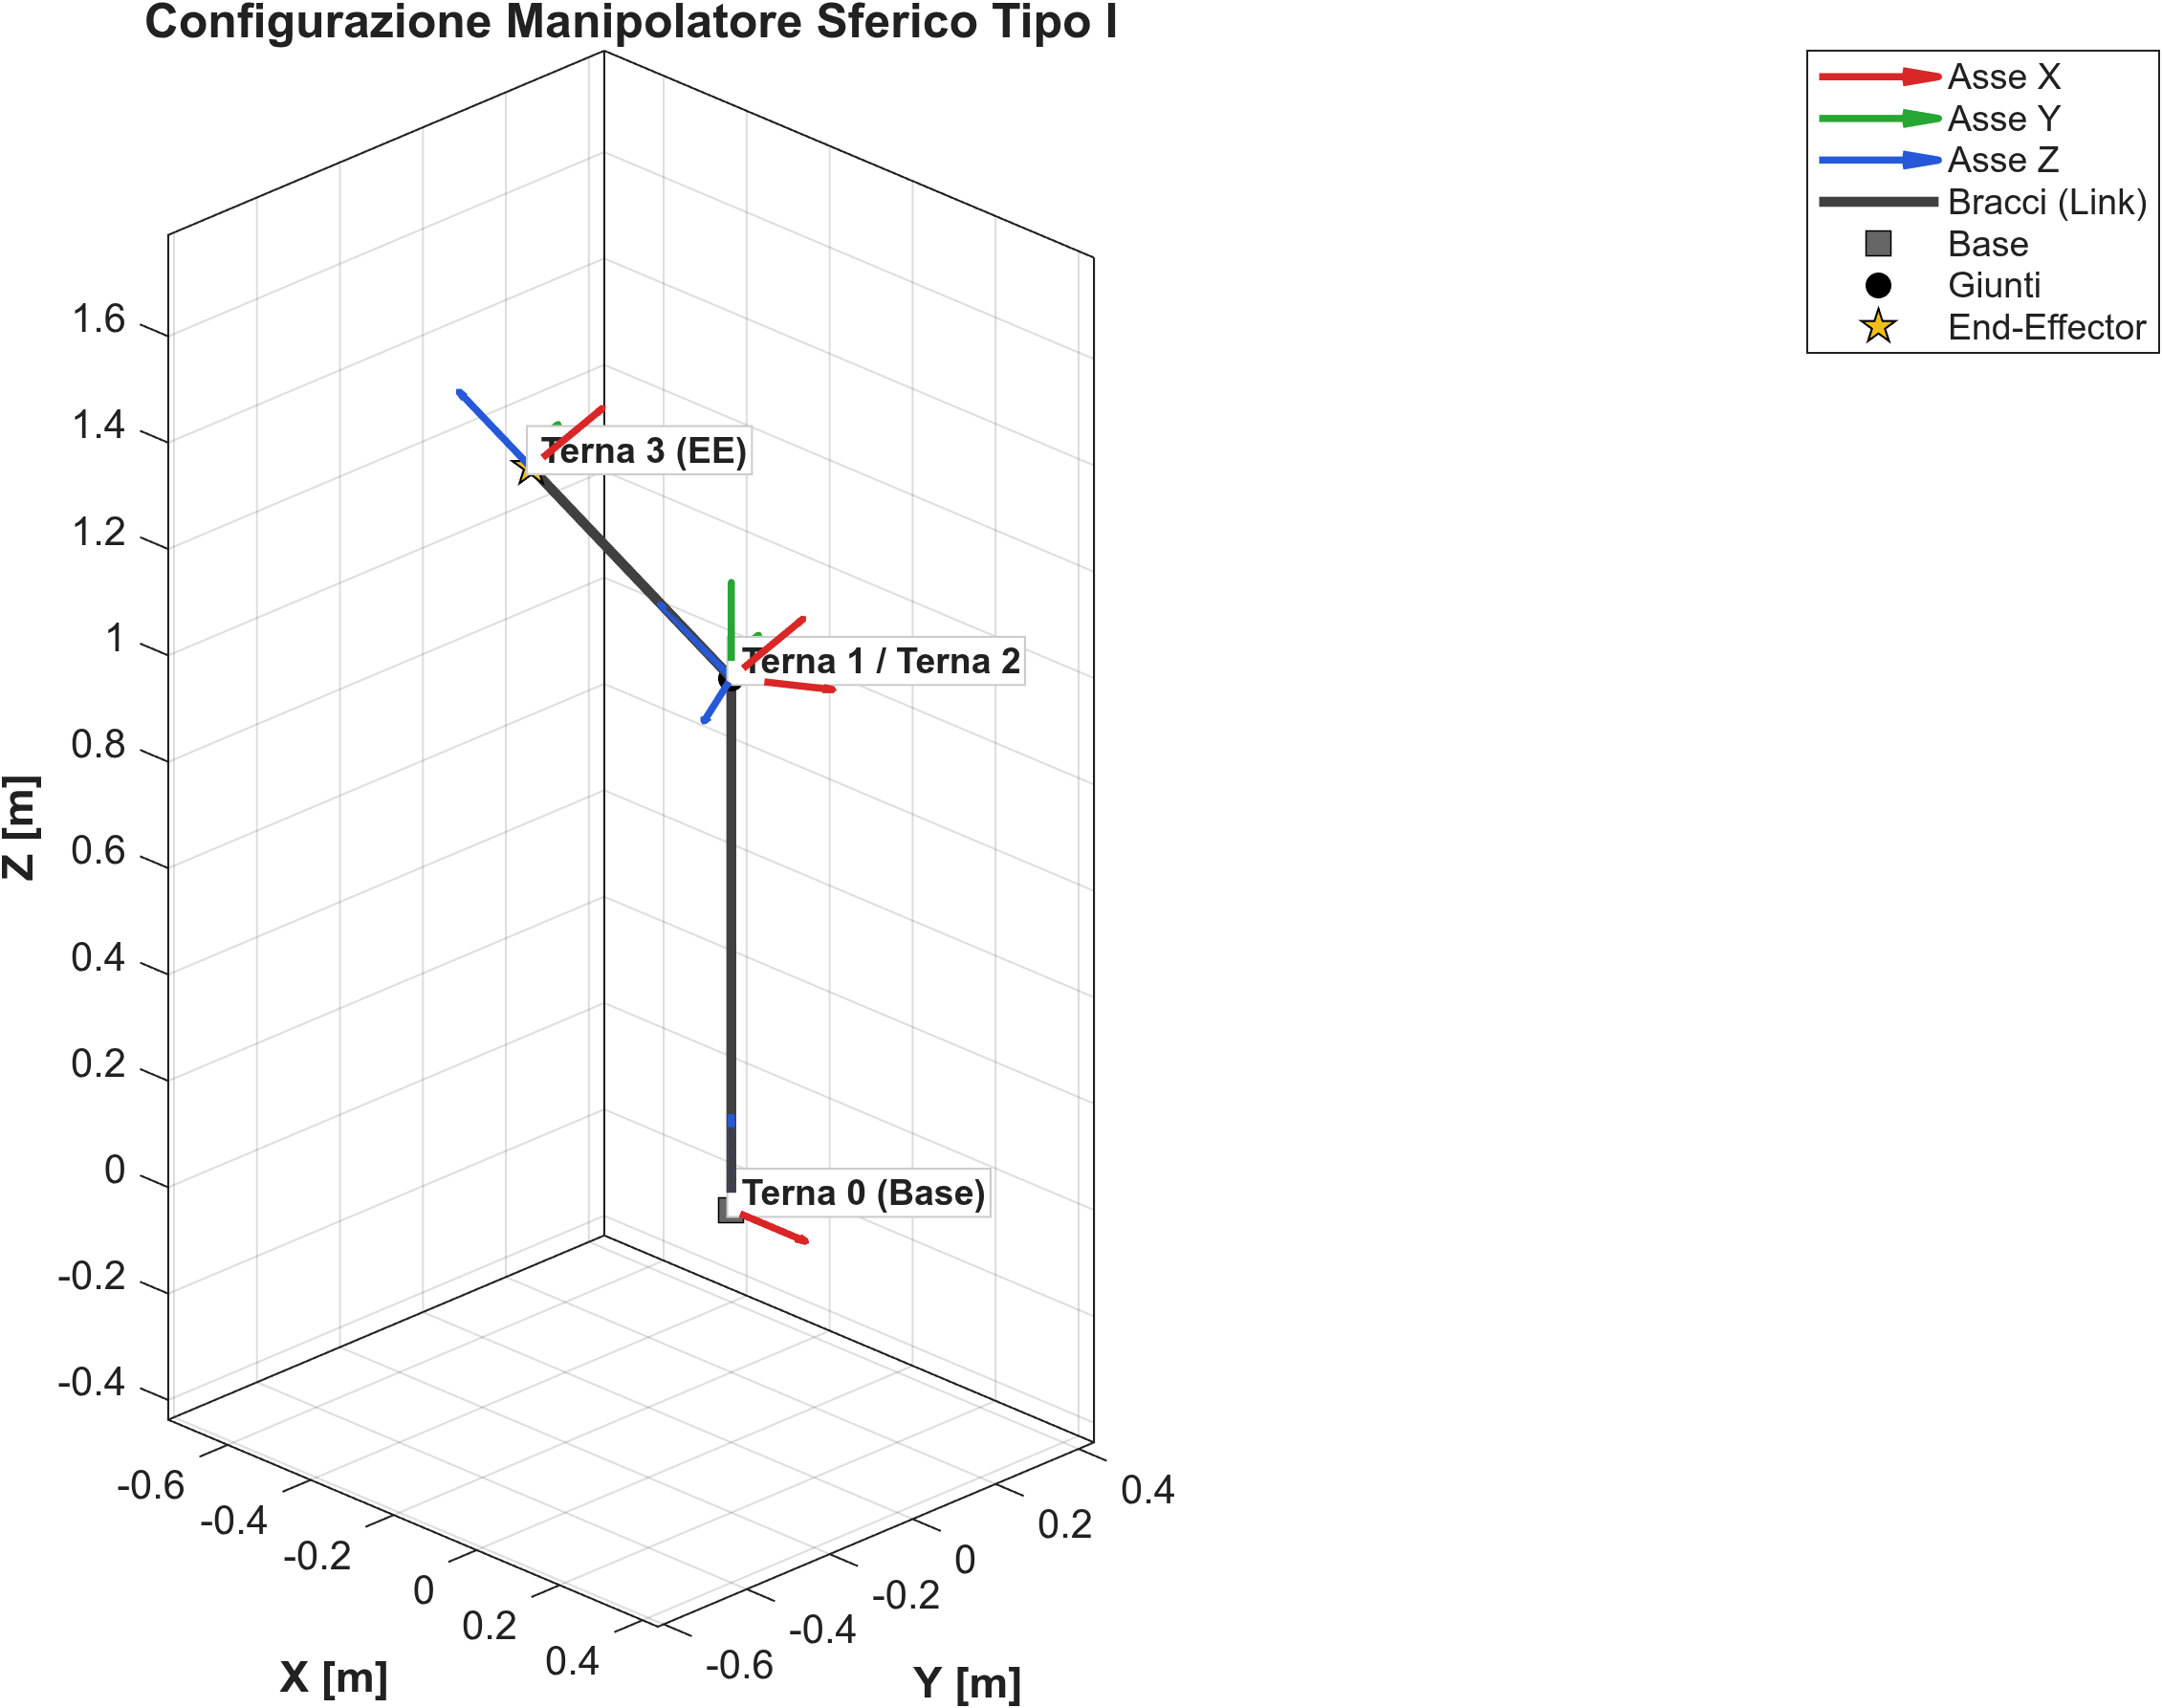 Configurazione Manipolatore Sferico Tipo I
Asse X
Asse Y
Asse Z
Bracci (Link)
Base
Giunti
End-Effector
Terna 3 (EE)
Terna 1 / Terna 2
Terna 0 (Base)
Z [m]
1.6
1.4
1.2
1
0.8
0.6
0.4
0.2
0
-0.2
-0.4
-0.6
-0.4
-0.2
0
0.2
0.4
X [m]
-0.6
-0.4
-0.2
0
0.2
0.4
Y [m]